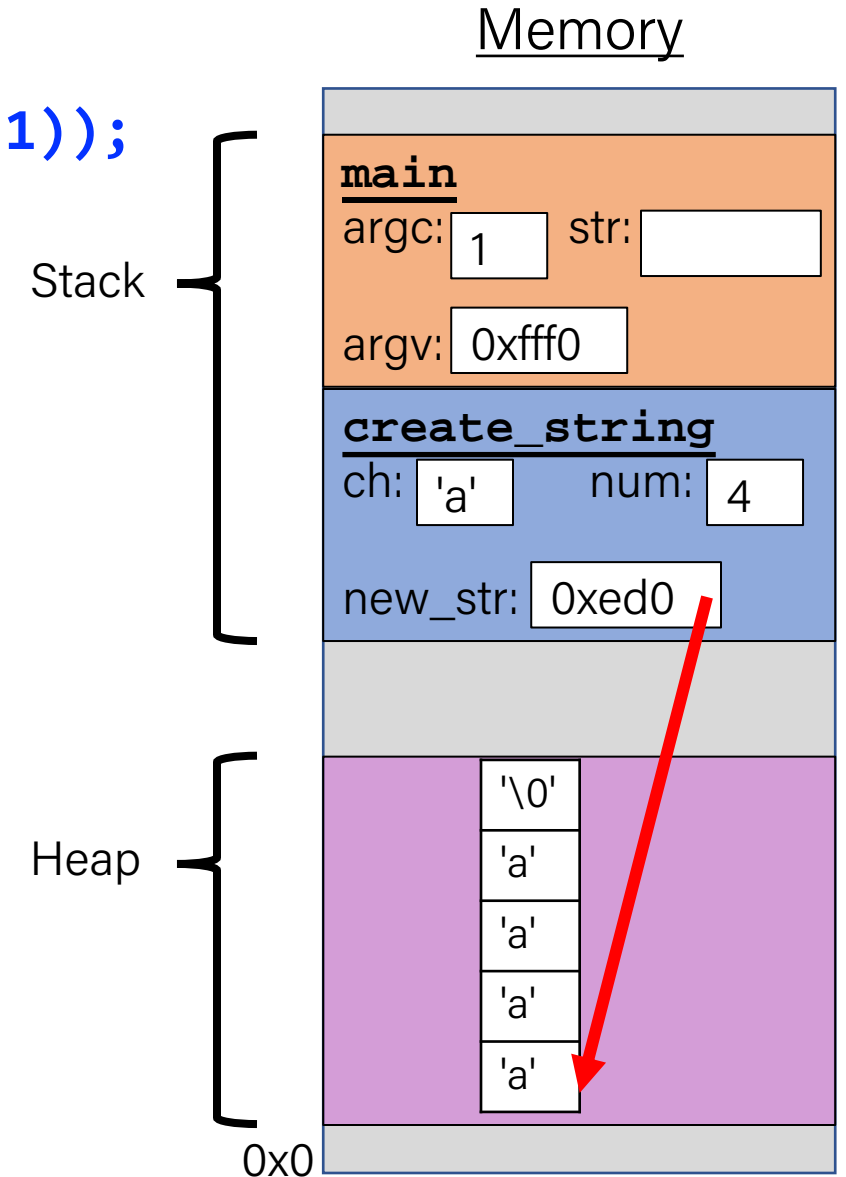 Memory
1));
main
argc: 1 str:
Stack
argv: 0xfff0
create_string
ch: 'a' num: 4
new_str: 0xed0
'\0'
Heap
'a'
'a'
'a'
'a'
0x0